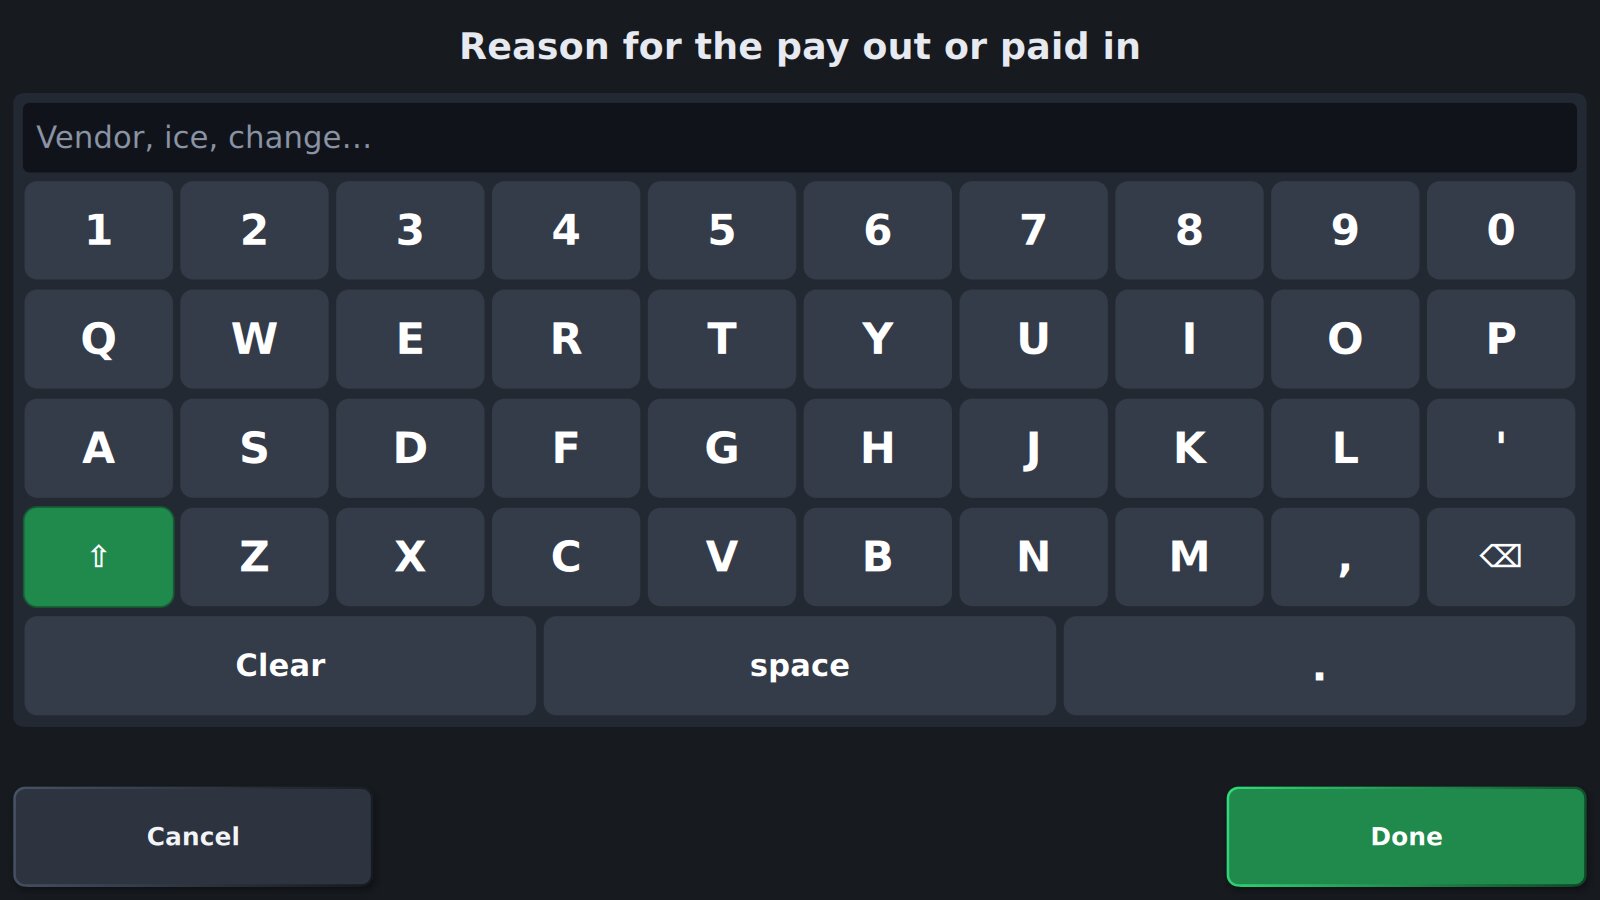 Reason for the pay out or paid in
Vendor, ice, change...
1 2 3 4 5 6 7 8 9 0
Q W E R T Y U I O P
A S D F G H J K L '
⇧ Z X C V B N M , ⌫
Clear space .
Cancel Done